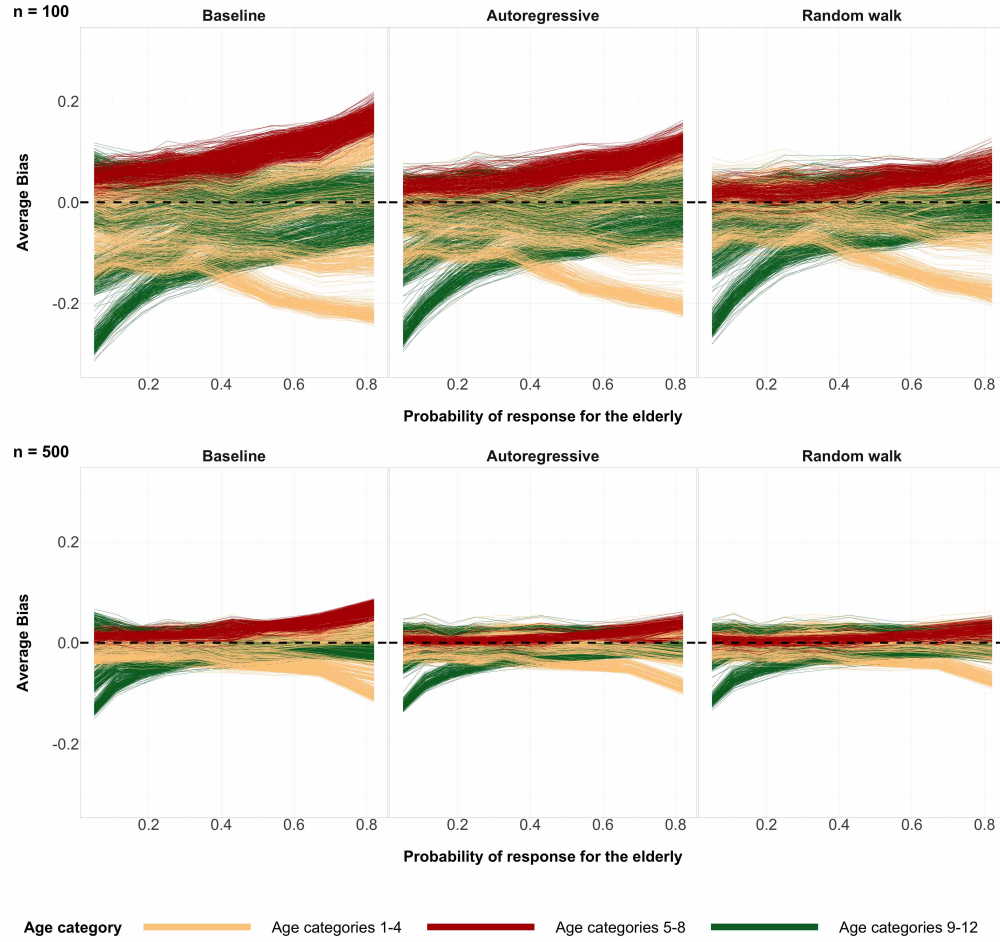 n = 100
Baseline Autoregressive Random walk
0.2
0.0
-0.2
Average Bias
0.2 0.4 0.6 0.8 0.2 0.4 0.6 0.8 0.2 0.4 0.6 0.8
Probability of response for the elderly
n = 500
Baseline Autoregressive Random walk
0.2
0.0
-0.2
Average Bias
0.2 0.4 0.6 0.8 0.2 0.4 0.6 0.8 0.2 0.4 0.6 0.8
Probability of response for the elderly
Age category Age categories 1-4 Age categories 5-8 Age categories 9-12